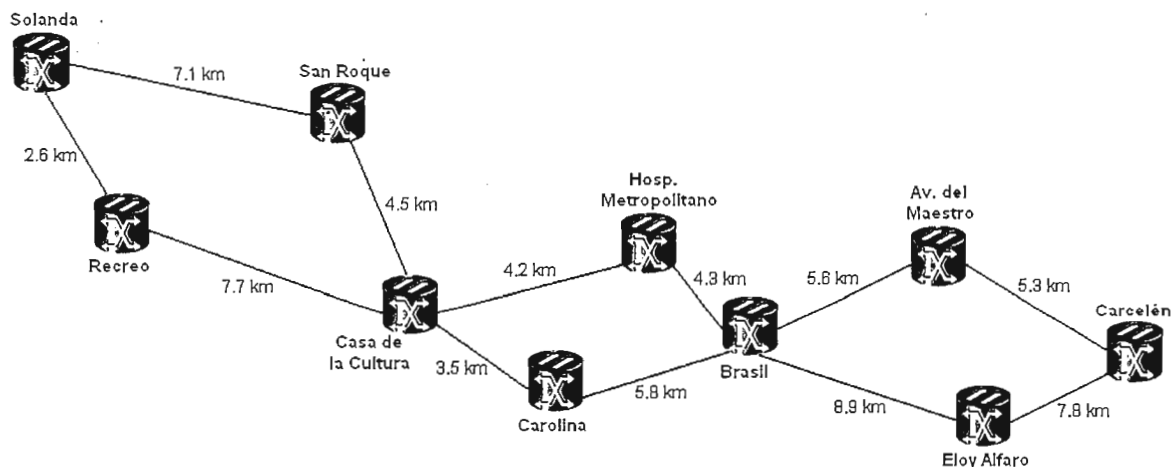 Solanda
7.1 km
San Roque
2.6 km
Recreo
4.5 km
7.7 km
Casa de
la Cultura
4.2 km
Hosp.
Metropolitano
4.3 km
3.5 km
Carolina
5.8 km
Brasil
5.6 km
Av. del
Maestro
5.3 km
Carcelén
8.9 km
7.8 km
Eloy Alfaro